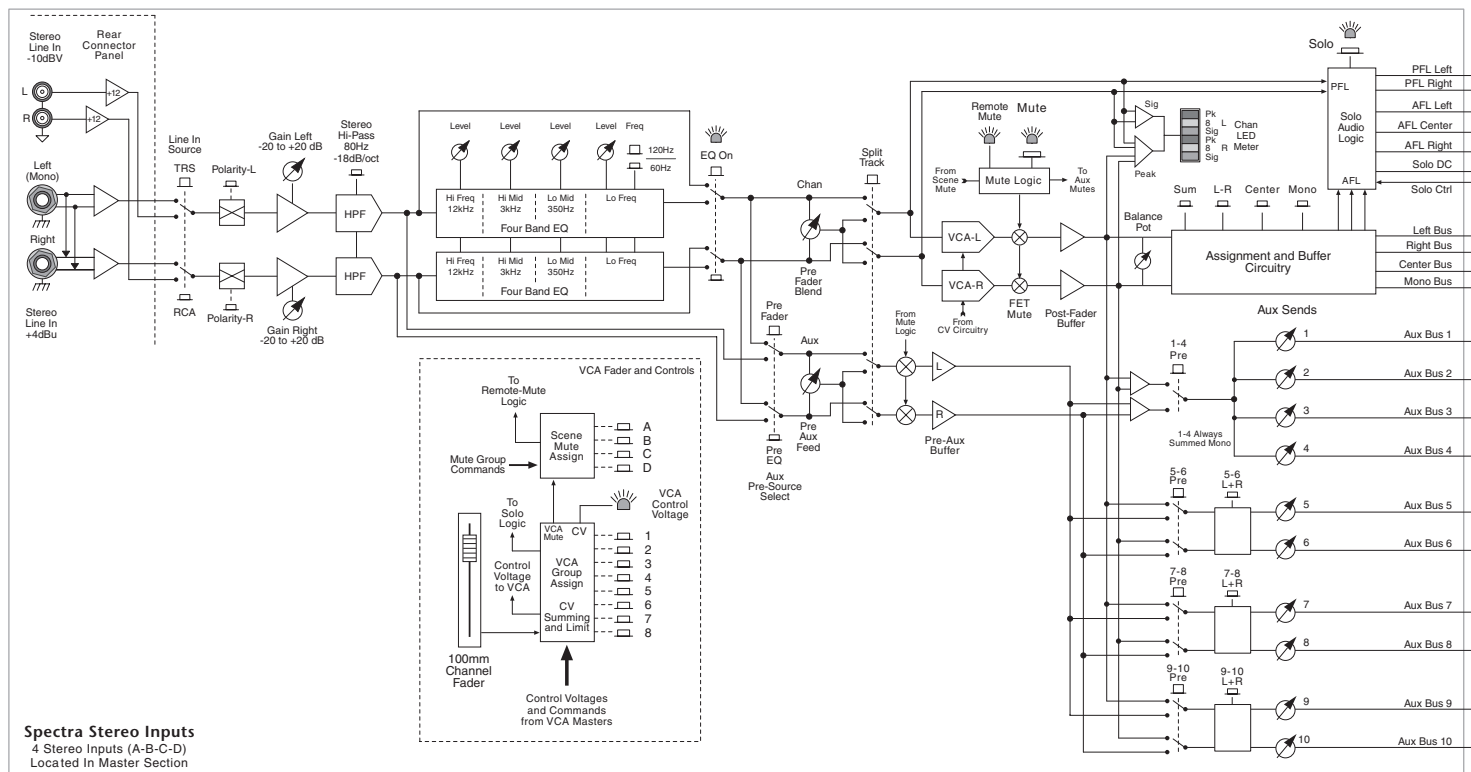 Stereo
Line In
-10dBV
Rear
Connector
Panel
L
R
+12
+12
Left
(Mono)
Right
Stereo
Line In
+4dBu
Line In
Source
TRS
RCA
Polarity-L
Polarity-R
Gain Left
-20 to +20 dB
Gain Right
-20 to +20 dB
Stereo
Hi-Pass
80Hz
-18dB/oct
HPF
HPF
Level
Level
Level
Level
Freq
120Hz
60Hz
Hi Freq
12kHz
Hi Mid
3kHz
Lo Mid
350Hz
Lo Freq
Four Band EQ
Hi Freq
12kHz
Hi Mid
3kHz
Lo Mid
350Hz
Lo Freq
Four Band EQ
EQ On
Chan
Pre
Fader
Blend
Split
Track
Pre
Fader
Aux
Pre
EQ
Aux
Pre-Source
Select
Pre
Aux
Feed
Remote
Mute
Mute
From
Scene
Mute
Mute Logic
To
Aux
Mutes
VCA-L
VCA-R
From
CV Circuitry
FET
Mute
Post-Fader
Buffer
From
Mute
Logic
L
R
Pre-Aux
Buffer
Sig
Peak
Pk
8
Sig
Pk
8
Sig
L
R
Chan
LED
Meter
Balance
Pot
Solo
PFL
Solo
Audio
Logic
AFL
Sum
L-R
Center
Mono
Assignment and Buffer
Circuitry
PFL Left
PFL Right
AFL Left
AFL Center
AFL Right
Solo DC
Solo Ctrl
Left Bus
Right Bus
Center Bus
Mono Bus
Aux Sends
1-4
Pre
1-4 Always
Summed Mono
1
Aux Bus 1
2
Aux Bus 2
3
Aux Bus 3
4
Aux Bus 4
5-6
Pre
5-6
L+R
5
Aux Bus 5
6
Aux Bus 6
7-8
Pre
7-8
L+R
7
Aux Bus 7
8
Aux Bus 8
9-10
Pre
9-10
L+R
9
Aux Bus 9
10
Aux Bus 10
VCA Fader and Controls
To
Remote-Mute
Logic
Scene
Mute
Assign
A
B
C
D
Mute Group
Commands
To
Solo
Logic
VCA
Control
Voltage
VCA
Mute
CV
VCA
Group
Assign
CV
Summing
and Limit
1
2
3
4
5
6
7
8
Control
Voltage
to VCA
100mm
Channel
Fader
Control Voltages
and Commands
from VCA Masters
Spectra Stereo Inputs
4 Stereo Inputs (A-B-C-D)
Located In Master Section